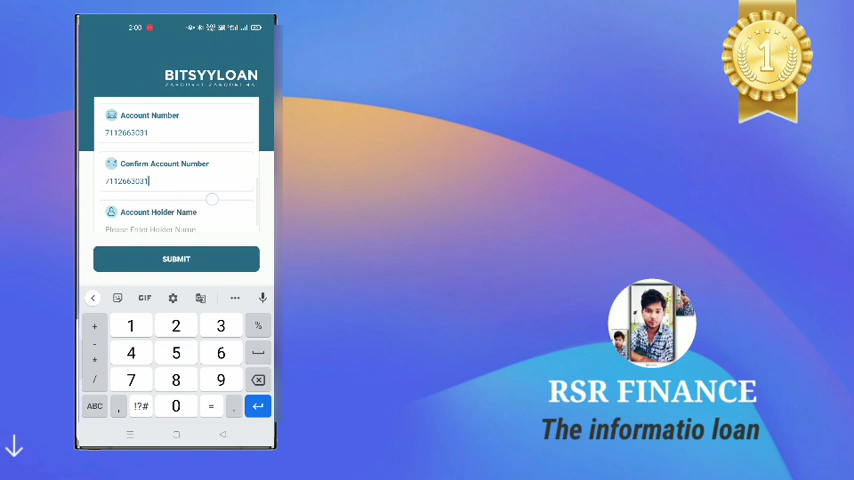 2:00
BITSYYLOAN
Account Number
7112663031
Confirm Account Number
7112663031
Account Holder Name
Please Enter Holder Name
SUBMIT
GIF
+ 1 2 3 %
- 4 5 6
*
/ 7 8 9
ABC , !?# 0 = .
1
RSR FINANCE
The informatio loan